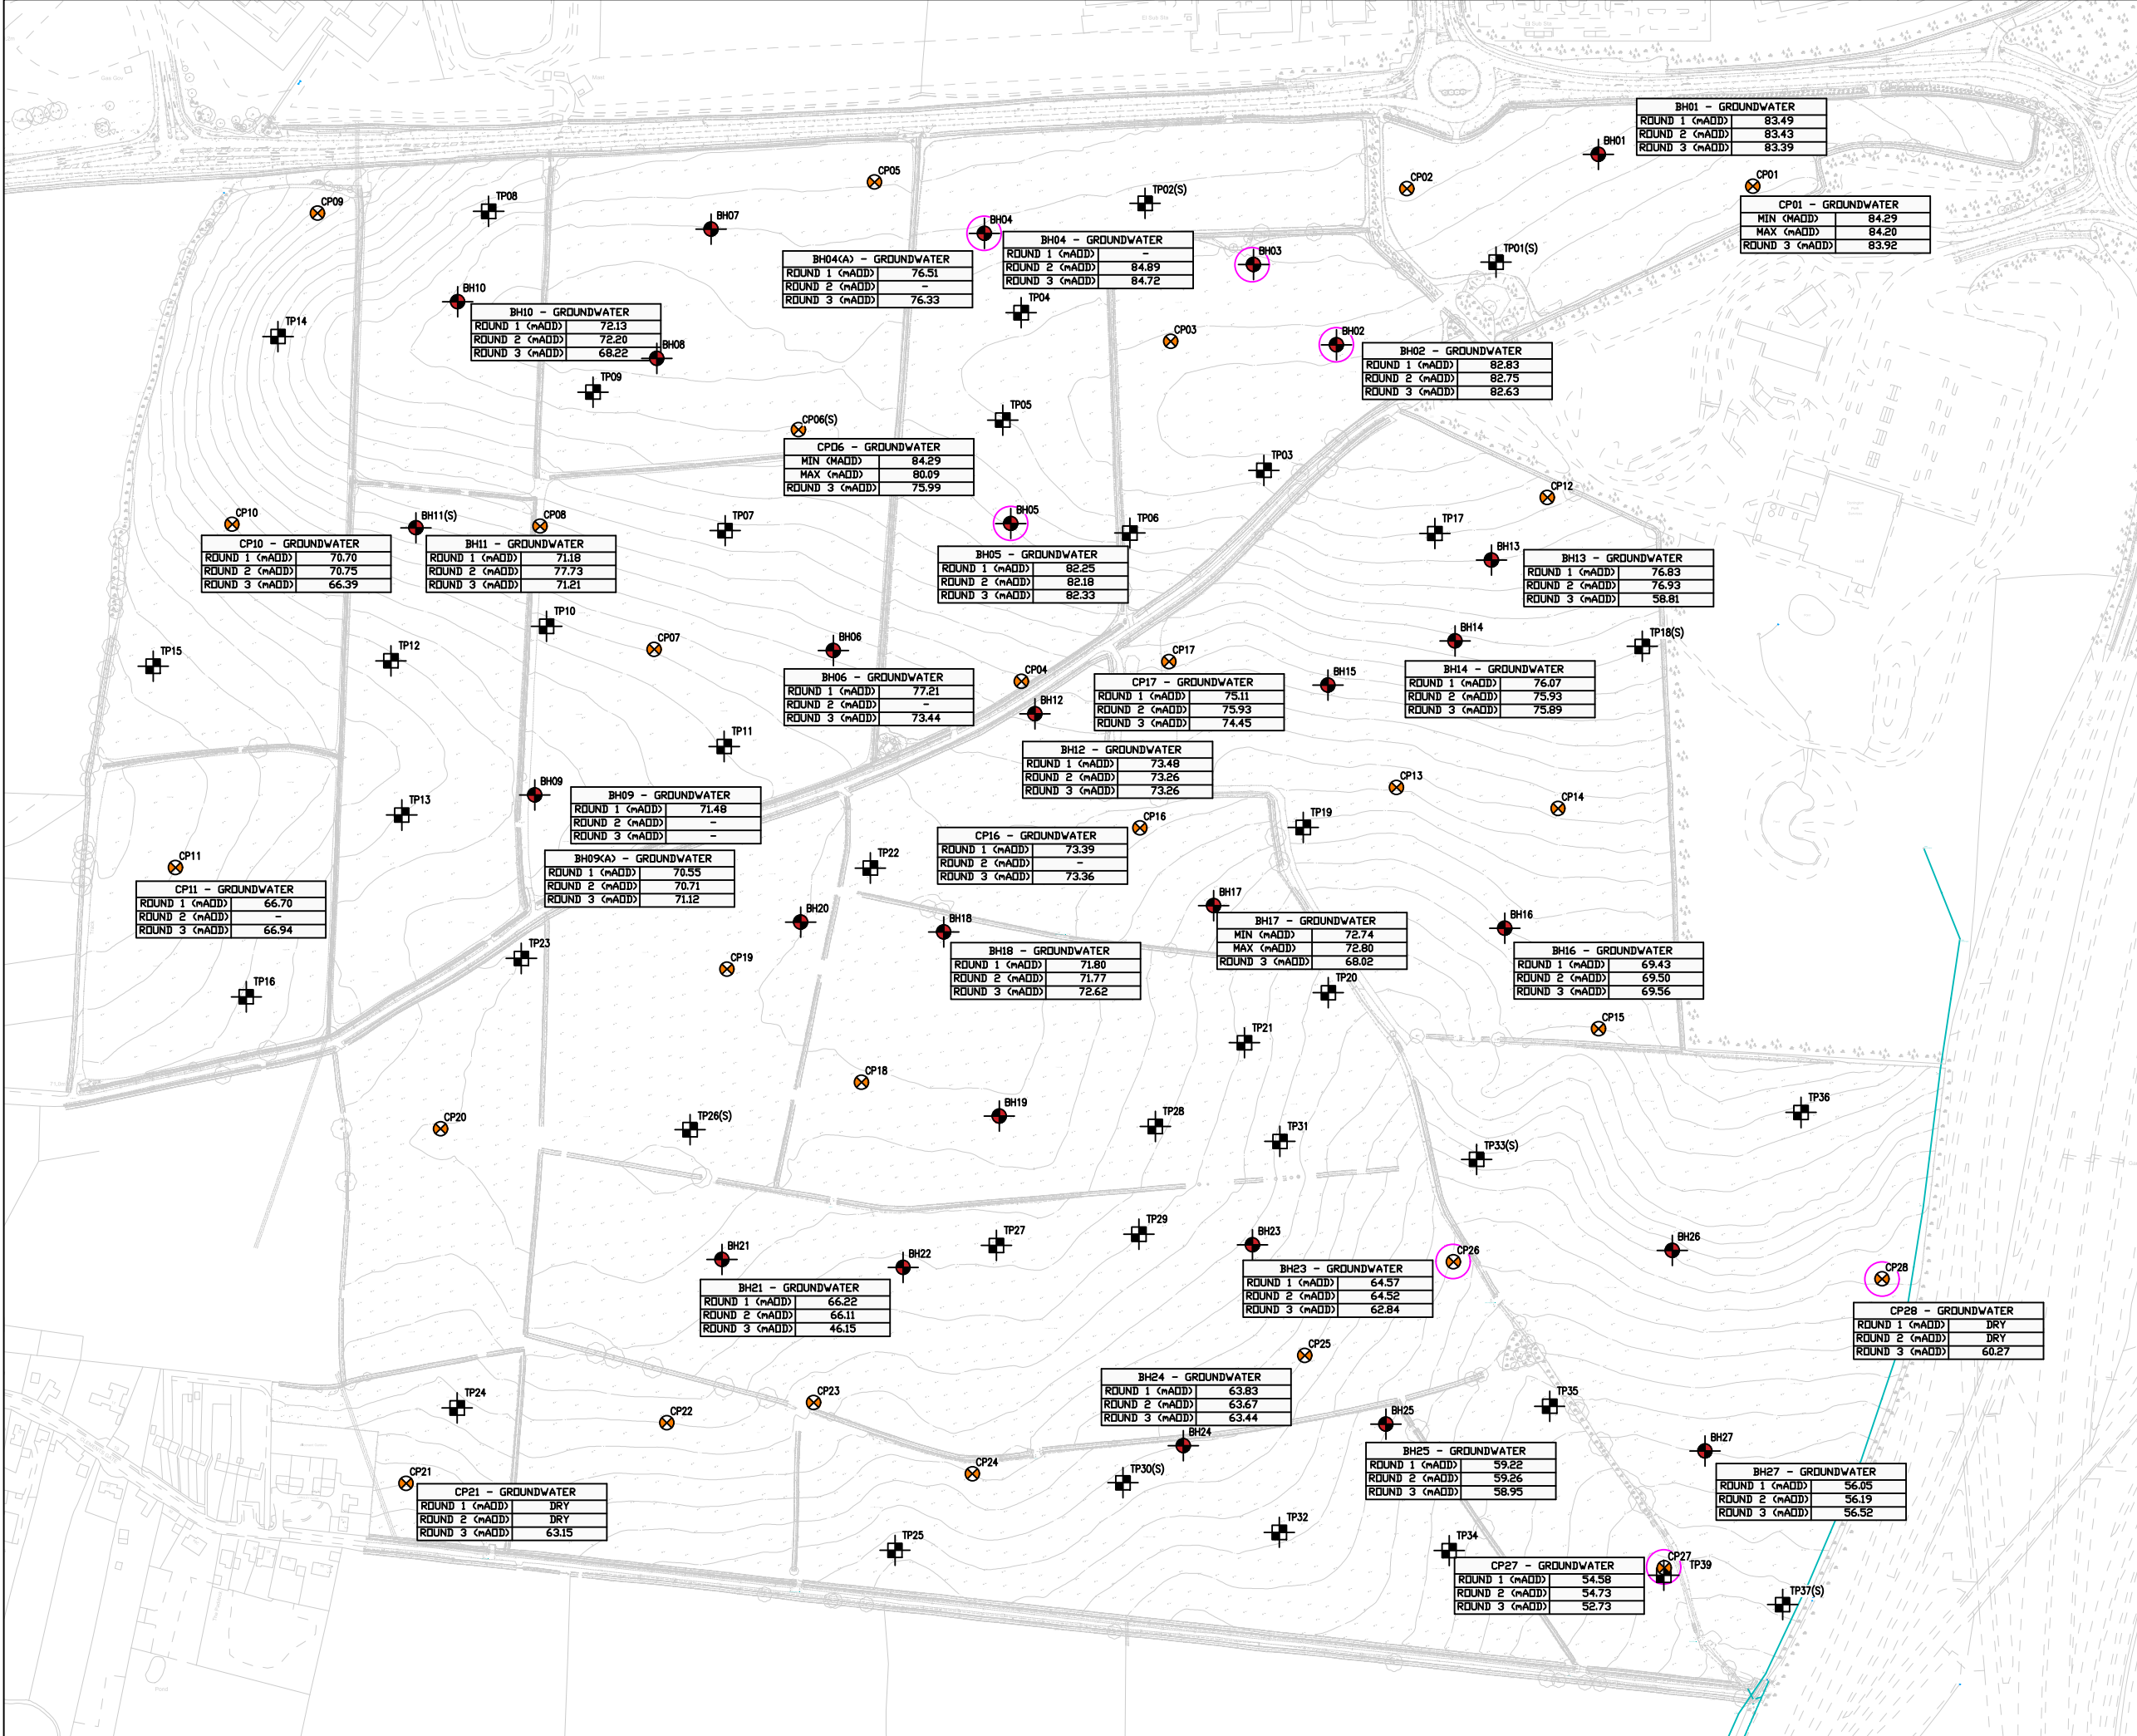 El Sub Sta
El Sub Sta
Gas Gov
Mast
BH01
BH01 - GROUNDWATER
ROUND 1 (mAOD) 83.49
ROUND 2 (mAOD) 83.43
ROUND 3 (mAOD) 83.39
CP05
CP02
CP01
CP01 - GROUNDWATER
MIN (MAOD) 84.29
MAX (mAOD) 84.20
ROUND 3 (mAOD) 83.92
CP09
TP08
BH07
TP02(S)
BH04
BH04(A) - GROUNDWATER
ROUND 1 (mAOD) 76.51
ROUND 2 (mAOD) -
ROUND 3 (mAOD) 76.33
BH04 - GROUNDWATER
ROUND 1 (mAOD) -
ROUND 2 (mAOD) 84.89
ROUND 3 (mAOD) 84.72
BH03
TP01(S)
BH10
BH10 - GROUNDWATER
ROUND 1 (mAOD) 72.13
ROUND 2 (mAOD) 72.20
ROUND 3 (mAOD) 68.22
BH08
TP14
TP04
CP03
BH02
BH02 - GROUNDWATER
ROUND 1 (mAOD) 82.83
ROUND 2 (mAOD) 82.75
ROUND 3 (mAOD) 82.63
TP09
CP06(S)
CP06 - GROUNDWATER
MIN (MAOD) 84.29
MAX (MAOD) 80.09
ROUND 3 (mAOD) 75.99
TP05
TP03
CP12
CP10
CP10 - GROUNDWATER
ROUND 1 (mAOD) 70.70
ROUND 2 (mAOD) 70.75
ROUND 3 (mAOD) 66.39
BH11(S)
CP08
BH11 - GROUNDWATER
ROUND 1 (mAOD) 71.18
ROUND 2 (mAOD) 77.73
ROUND 3 (mAOD) 71.21
TP07
BH05
TP06
BH05 - GROUNDWATER
ROUND 1 (mAOD) 82.25
ROUND 2 (mAOD) 82.18
ROUND 3 (mAOD) 82.33
TP17
BH13
BH13 - GROUNDWATER
ROUND 1 (mAOD) 76.83
ROUND 2 (mAOD) 76.93
ROUND 3 (mAOD) 58.81
TP15
TP12
TP10
CP07
BH06
BH06 - GROUNDWATER
ROUND 1 (mAOD) 77.21
ROUND 2 (mAOD) -
ROUND 3 (mAOD) 73.44
CP04
CP17
CP17 - GROUNDWATER
ROUND 1 (mAOD) 75.11
ROUND 2 (mAOD) 75.93
ROUND 3 (mAOD) 74.45
BH15
BH14
BH14 - GROUNDWATER
ROUND 1 (mAOD) 76.07
ROUND 2 (mAOD) 75.93
ROUND 3 (mAOD) 75.89
TP18(S)
BH12
BH12 - GROUNDWATER
ROUND 1 (mAOD) 73.48
ROUND 2 (mAOD) 73.26
ROUND 3 (mAOD) 73.26
TP11
TP13
BH09
BH09 - GROUNDWATER
ROUND 1 (mAOD) 71.48
ROUND 2 (mAOD) -
ROUND 3 (mAOD) -
BH09(A) - GROUNDWATER
ROUND 1 (mAOD) 70.55
ROUND 2 (mAOD) 70.71
ROUND 3 (mAOD) 71.12
CP13
CP14
TP19
CP16
CP16 - GROUNDWATER
ROUND 1 (mAOD) 73.39
ROUND 2 (mAOD) -
ROUND 3 (mAOD) 73.36
CP11
CP11 - GROUNDWATER
ROUND 1 (mAOD) 66.70
ROUND 2 (mAOD) -
ROUND 3 (mAOD) 66.94
TP22
BH20
BH18
BH18 - GROUNDWATER
ROUND 1 (mAOD) 71.80
ROUND 2 (mAOD) 71.77
ROUND 3 (mAOD) 72.62
BH17
BH17 - GROUNDWATER
MIN (mAOD) 72.74
MAX (mAOD) 72.80
ROUND 3 (mAOD) 68.02
BH16
BH16 - GROUNDWATER
ROUND 1 (mAOD) 69.43
ROUND 2 (mAOD) 69.50
ROUND 3 (mAOD) 69.56
TP16
TP23
CP19
TP20
TP21
CP15
CP18
CP20
TP26(S)
BH19
TP28
TP31
TP33(S)
TP36
BH21
BH21 - GROUNDWATER
ROUND 1 (mAOD) 66.22
ROUND 2 (mAOD) 66.11
ROUND 3 (mAOD) 46.15
BH22
TP27
TP29
BH23
BH23 - GROUNDWATER
ROUND 1 (mAOD) 64.57
ROUND 2 (mAOD) 64.52
ROUND 3 (mAOD) 62.84
CP26
BH26
CP28
CP28 - GROUNDWATER
ROUND 1 (mAOD) DRY
ROUND 2 (mAOD) DRY
ROUND 3 (mAOD) 60.27
CP25
BH24 - GROUNDWATER
ROUND 1 (mAOD) 63.83
ROUND 2 (mAOD) 63.67
ROUND 3 (mAOD) 63.44
BH24
TP24
CP22
CP23
CP24
TP30(S)
BH25
BH25 - GROUNDWATER
ROUND 1 (mAOD) 59.22
ROUND 2 (mAOD) 59.26
ROUND 3 (mAOD) 58.95
TP35
BH27
BH27 - GROUNDWATER
ROUND 1 (mAOD) 56.05
ROUND 2 (mAOD) 56.19
ROUND 3 (mAOD) 56.52
CP21
CP21 - GROUNDWATER
ROUND 1 (mAOD) DRY
ROUND 2 (mAOD) DRY
ROUND 3 (mAOD) 63.15
TP25
TP32
TP34
CP27 - GROUNDWATER
ROUND 1 (mAOD) 54.58
ROUND 2 (mAOD) 54.73
ROUND 3 (mAOD) 52.73
CP27
TP39
TP37(S)
Pond